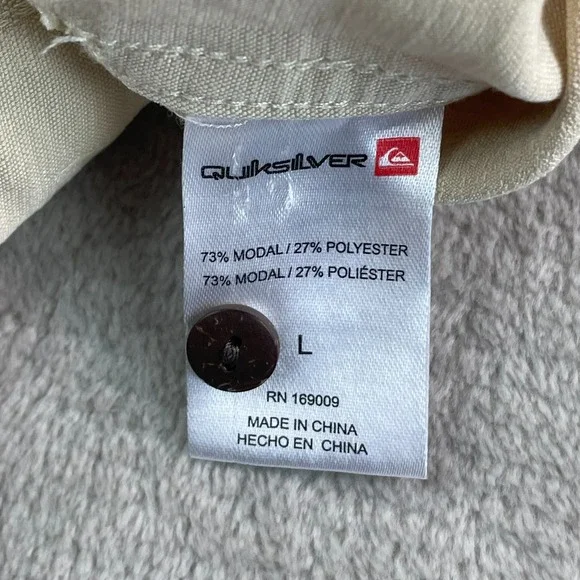 QUIKSILVER
73% MODAL / 27% POLYESTER
73% MODAL / 27% POLIÉSTER
L
RN 169009
MADE IN CHINA
HECHO EN CHINA